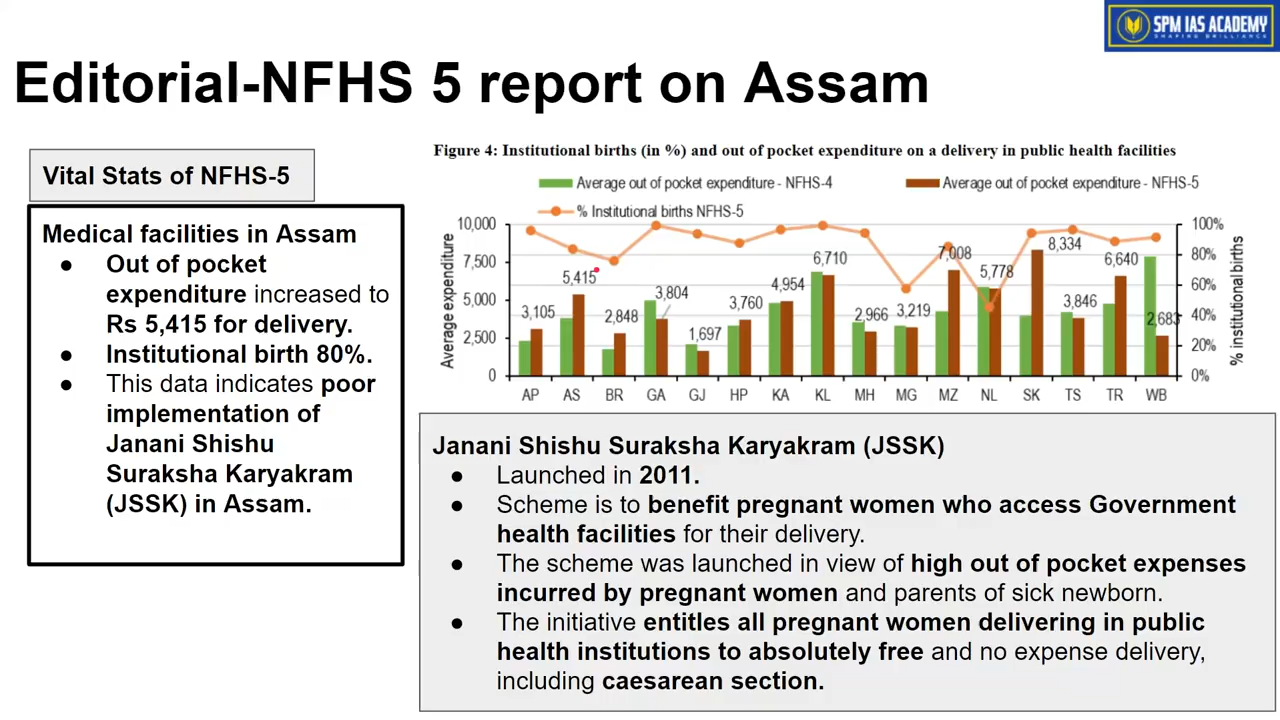 SPM IAS ACADEMY
SHAPING BRILLIANCE
Editorial-NFHS 5 report on Assam
Vital Stats of NFHS-5
Medical facilities in Assam
● Out of pocket
expenditure increased to
Rs 5,415 for delivery.
● Institutional birth 80%.
● This data indicates poor
implementation of
Janani Shishu
Suraksha Karyakram
(JSSK) in Assam.
Figure 4: Institutional births (in %) and out of pocket expenditure on a delivery in public health facilities
Average out of pocket expenditure - NFHS-4
Average out of pocket expenditure - NFHS-5
% Institutional births NFHS-5
Average expenditure
10,000
7,500
5,000
2,500
0
3,105
5,415
2,848
3,804
1,697
3,760
4,954
6,710
2,966
3,219
7,008
5,778
8,334
3,846
6,640
2,683
100%
80%
60%
40%
20%
0%
% institutional births
AP AS BR GA GJ HP KA KL MH MG MZ NL SK TS TR WB
Janani Shishu Suraksha Karyakram (JSSK)
● Launched in 2011.
● Scheme is to benefit pregnant women who access Government
health facilities for their delivery.
● The scheme was launched in view of high out of pocket expenses
incurred by pregnant women and parents of sick newborn.
● The initiative entitles all pregnant women delivering in public
health institutions to absolutely free and no expense delivery,
including caesarean section.